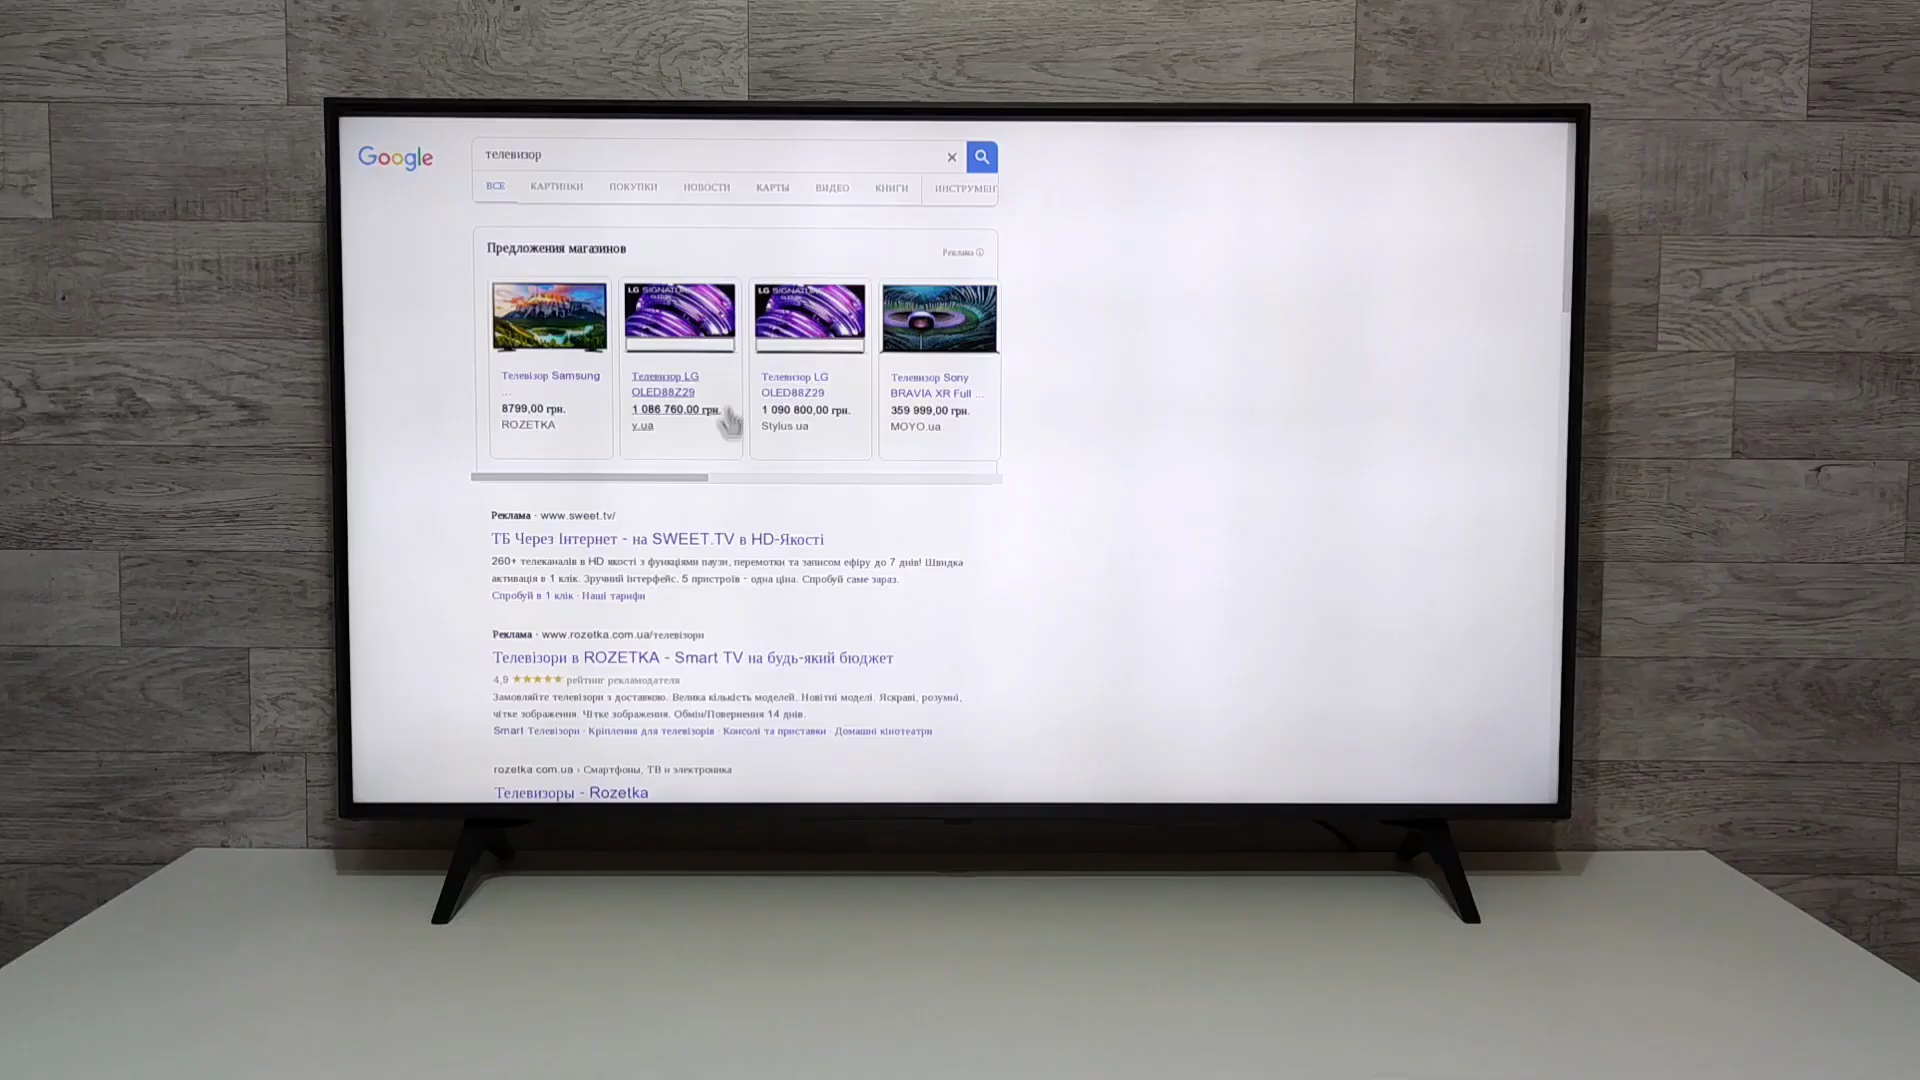 Google
телевизор
ВСЕ КАРТИНКИ ПОКУПКИ НОВОСТИ КАРТЫ ВИДЕО КНИГИ ИНСТРУМЕН
Предложения магазинов
Реклама
LG SIGNATURE
LG SIGNATURE
Телевізор Samsung
...
8799,00 грн.
ROZETKA
Телевизор LG
OLED88Z29
1 086 760,00 грн.
y.ua
Телевизор LG
OLED88Z29
1 090 800,00 грн.
Stylus.ua
Телевизор Sony
BRAVIA XR Full ...
359 999,00 грн.
MOYO.ua
Реклама · www.sweet.tv/
ТБ Через Інтернет - на SWEET.TV в HD-Якості
260+ телеканалів в HD якості з функціями паузи, перемотки та записом ефіру до 7 днів! Швидка
активація в 1 клік. Зручний інтерфейс. 5 пристроїв - одна ціна. Спробуй саме зараз.
Спробуй в 1 клік · Наші тарифи
Реклама · www.rozetka.com.ua/телевізори
Телевізори в ROZETKA - Smart TV на будь-який бюджет
4,9 ★★★★★ рейтинг рекламодателя
Замовляйте телевізори з доставкою. Велика кількість моделей. Новітні моделі. Яскраві, розумні,
чітке зображення. Чітке зображення. Обмін/Повернення 14 днів.
Smart Телевізори · Кріплення для телевізорів · Консолі та приставки · Домашні кінотеатри
rozetka.com.ua › Смартфоны, ТВ и электроника
Телевизоры - Rozetka